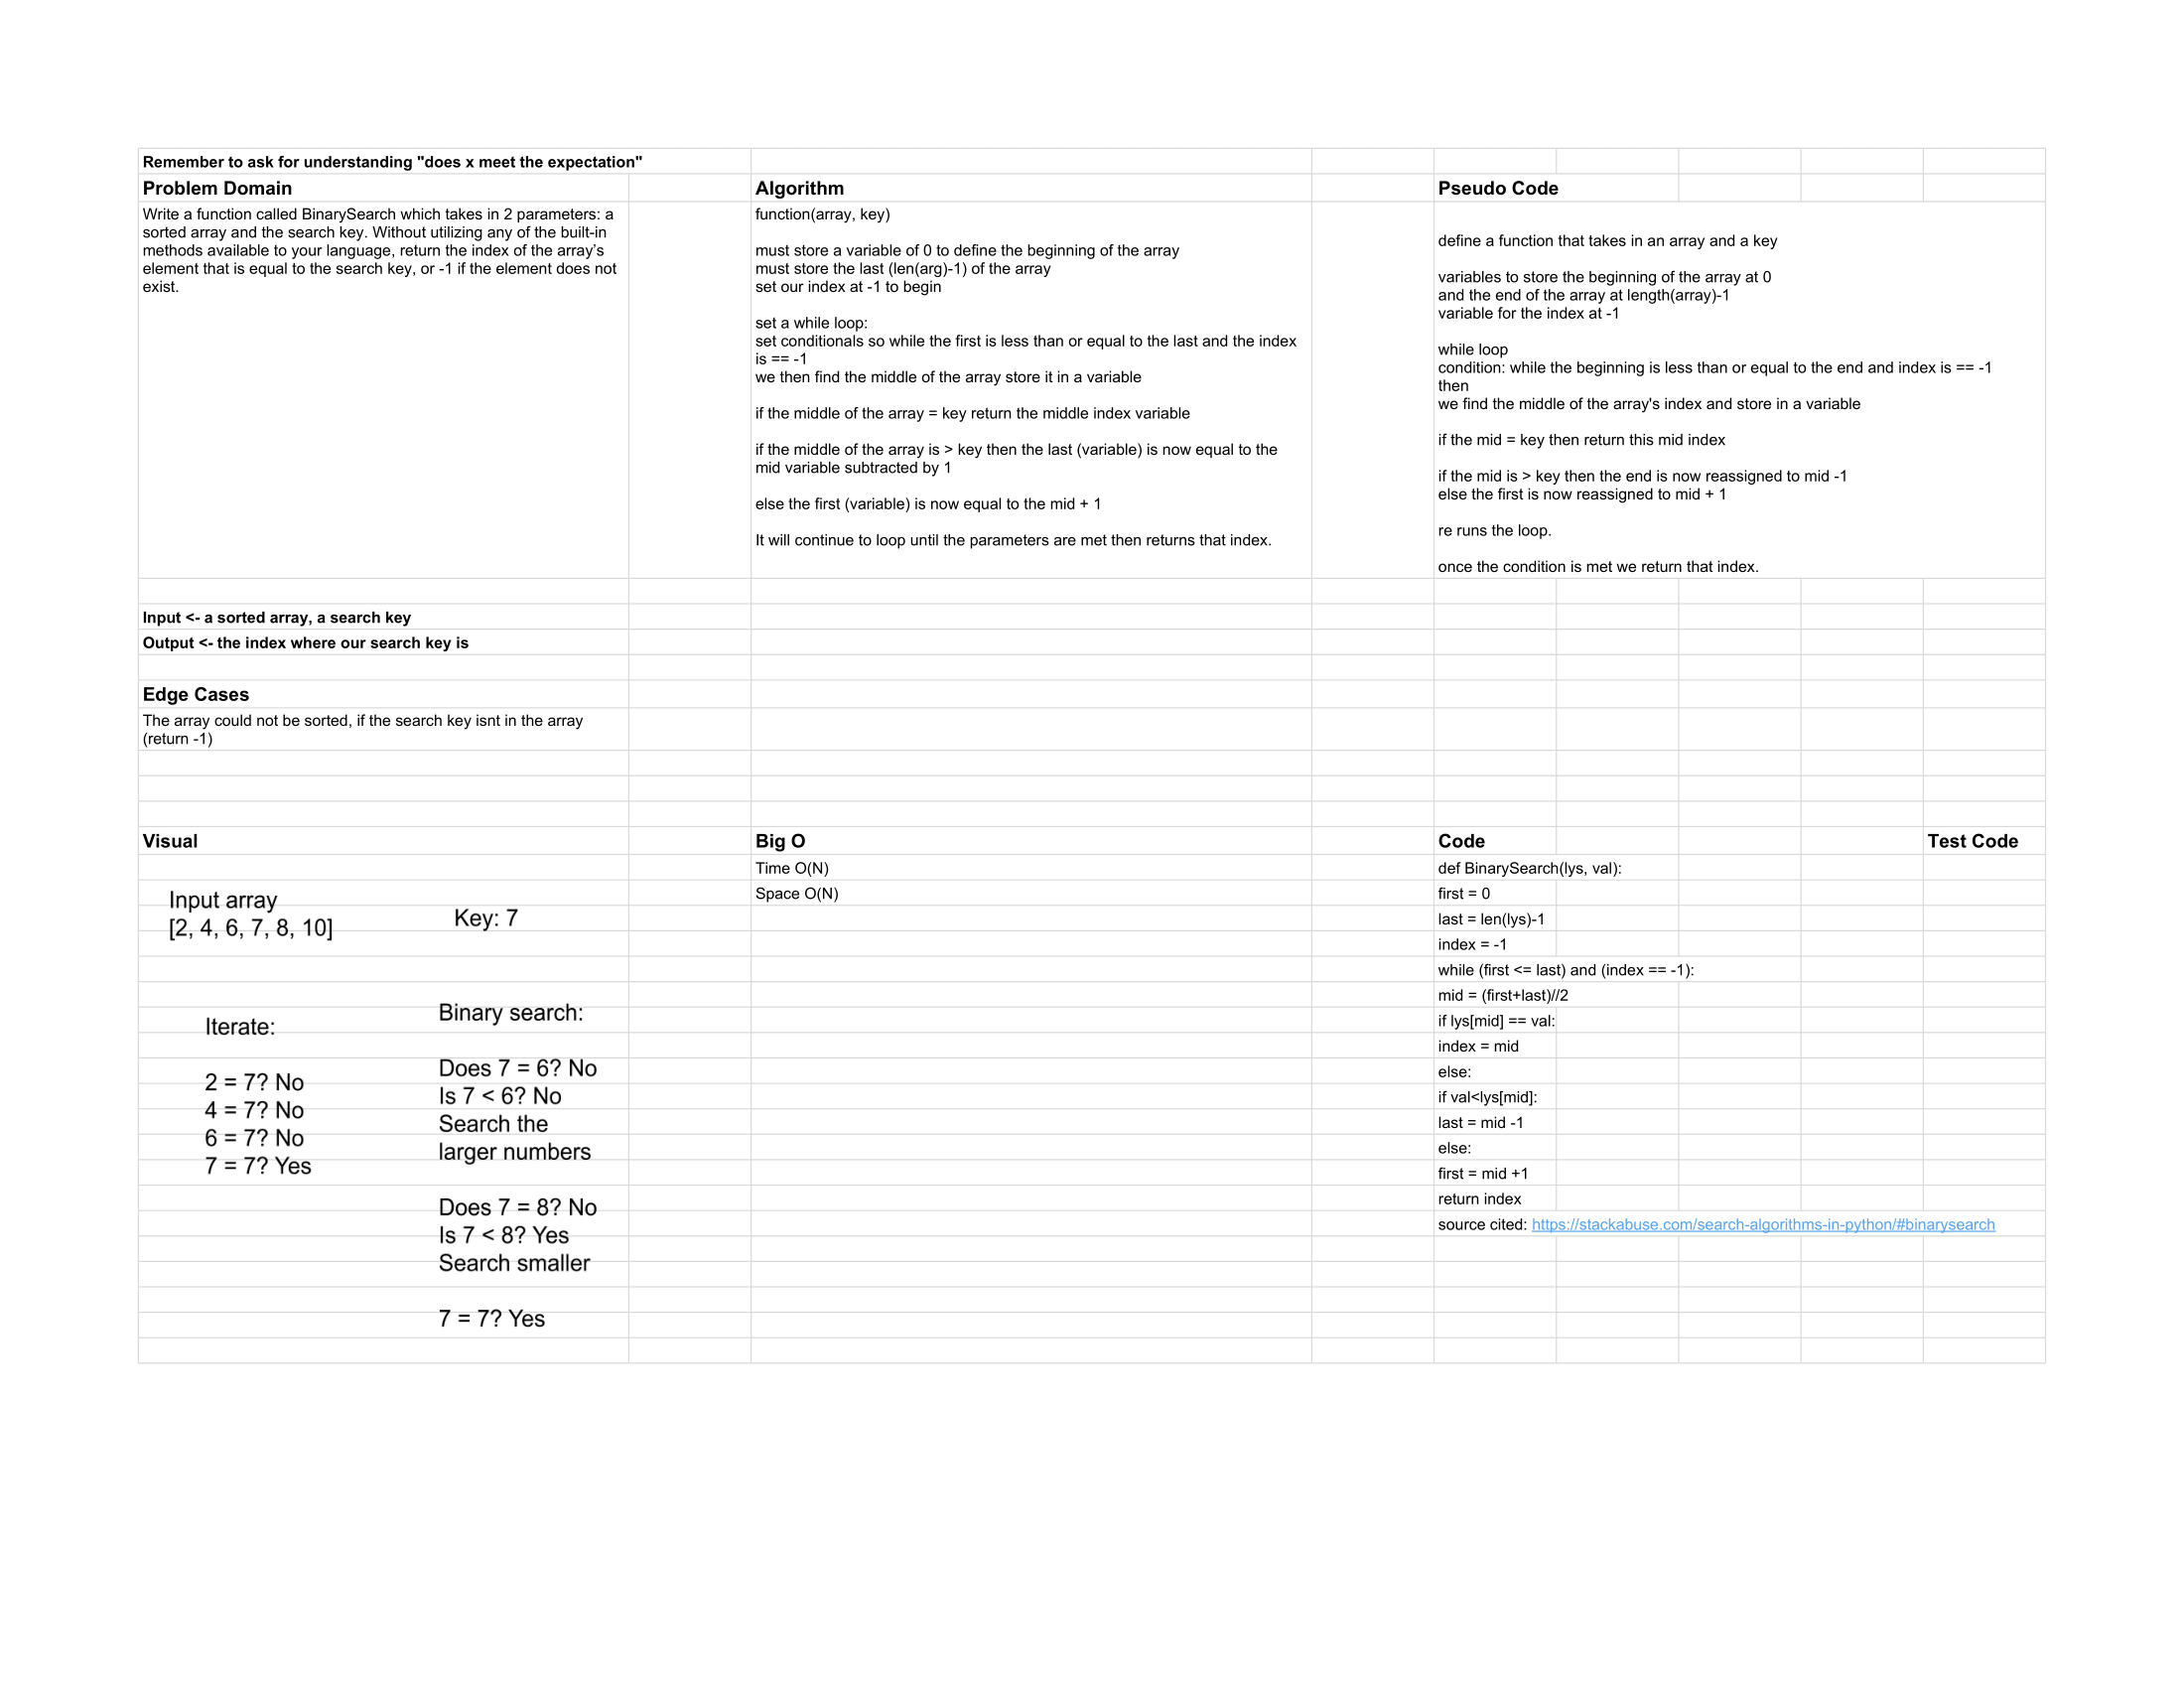 Remember to ask for understanding "does x meet the expectation"
Problem Domain
Write a function called BinarySearch which takes in 2 parameters: a
sorted array and the search key. Without utilizing any of the built-in
methods available to your language, return the index of the array’s
element that is equal to the search key, or -1 if the element does not
exist.
Algorithm
function(array, key)
must store a variable of 0 to define the beginning of the array
must store the last (len(arg)-1) of the array
set our index at -1 to begin
set a while loop:
set conditionals so while the first is less than or equal to the last and the index
is == -1
we then find the middle of the array store it in a variable
if the middle of the array = key return the middle index variable
if the middle of the array is > key then the last (variable) is now equal to the
mid variable subtracted by 1
else the first (variable) is now equal to the mid + 1
It will continue to loop until the parameters are met then returns that index.
Pseudo Code
define a function that takes in an array and a key
variables to store the beginning of the array at 0
and the end of the array at length(array)-1
variable for the index at -1
while loop
condition: while the beginning is less than or equal to the end and index is == -1
then
we find the middle of the array's index and store in a variable
if the mid = key then return this mid index
if the mid is > key then the end is now reassigned to mid -1
else the first is now reassigned to mid + 1
re runs the loop.
once the condition is met we return that index.
Input <- a sorted array, a search key
Output <- the index where our search key is
Edge Cases
The array could not be sorted, if the search key isnt in the array
(return -1)
Visual
Input array
[2, 4, 6, 7, 8, 10]
Key: 7
Iterate:
2 = 7? No
4 = 7? No
6 = 7? No
7 = 7? Yes
Binary search:
Does 7 = 6? No
Is 7 < 6? No
Search the
larger numbers
Does 7 = 8? No
Is 7 < 8? Yes
Search smaller
7 = 7? Yes
Big O
Time O(N)
Space O(N)
Code
def BinarySearch(lys, val):
first = 0
last = len(lys)-1
index = -1
while (first <= last) and (index == -1):
mid = (first+last)//2
if lys[mid] == val:
index = mid
else:
if val<lys[mid]:
last = mid -1
else:
first = mid +1
return index
source cited: https://stackabuse.com/search-algorithms-in-python/#binarysearch
Test Code